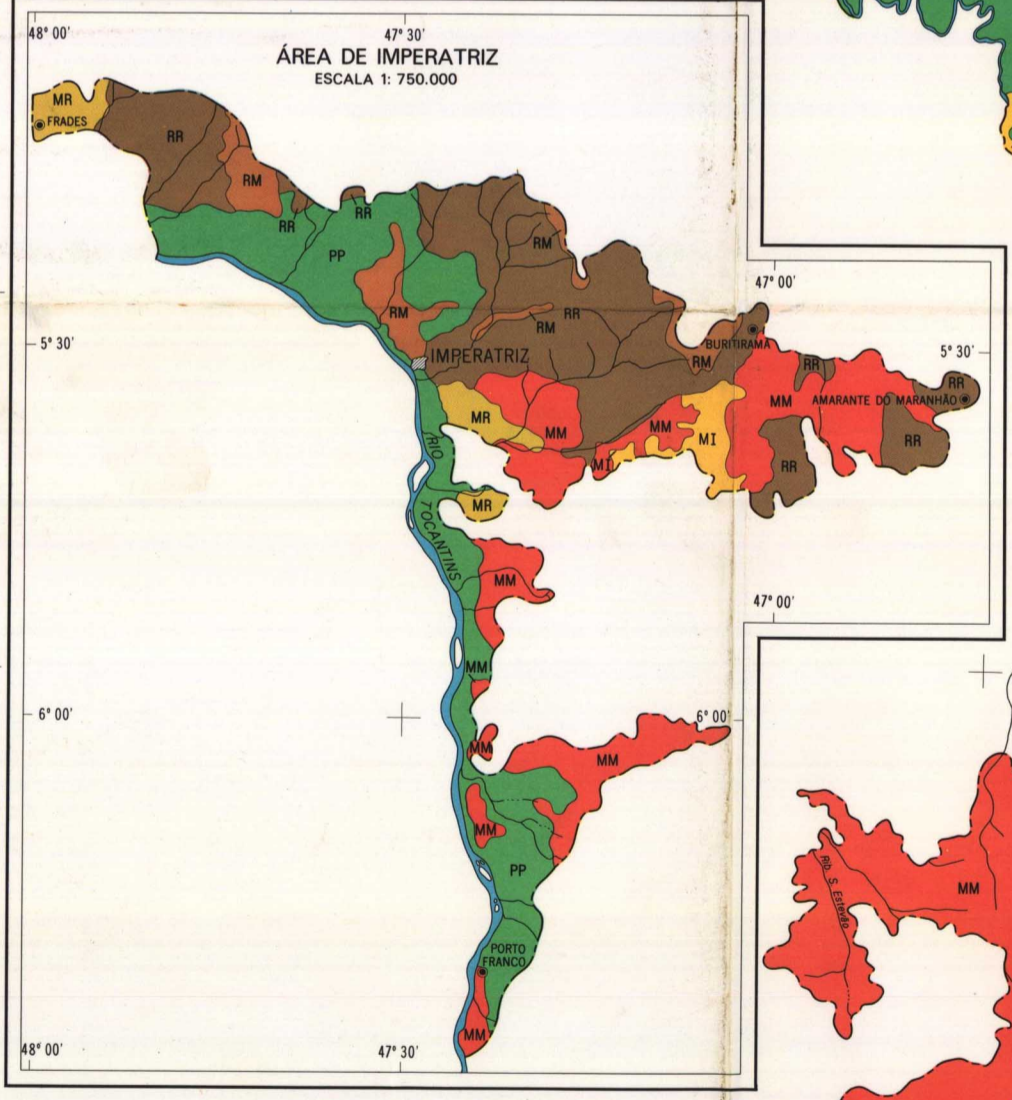 48° 00'
47° 30'
ÁREA DE IMPERATRIZ
ESCALA 1: 750.000
MR
FRADES
RR
RM
RR
RR
PP
RM
RM
RM
RR
47° 00'
5° 30'
IMPERATRIZ
BURITIRAMA
RM
5° 30'
RR
RR
MM
AMARANTE DO MARANHÃO
MR
MM
MM
MI
RR
MI
RR
RIO
TOCANTINS
MR
MM
47° 00'
MM
6° 00'
6° 00'
MM
MM
MM
PP
Rib. S. Estevão
MM
PORTO
FRANCO
MM
48° 00'
47° 30'